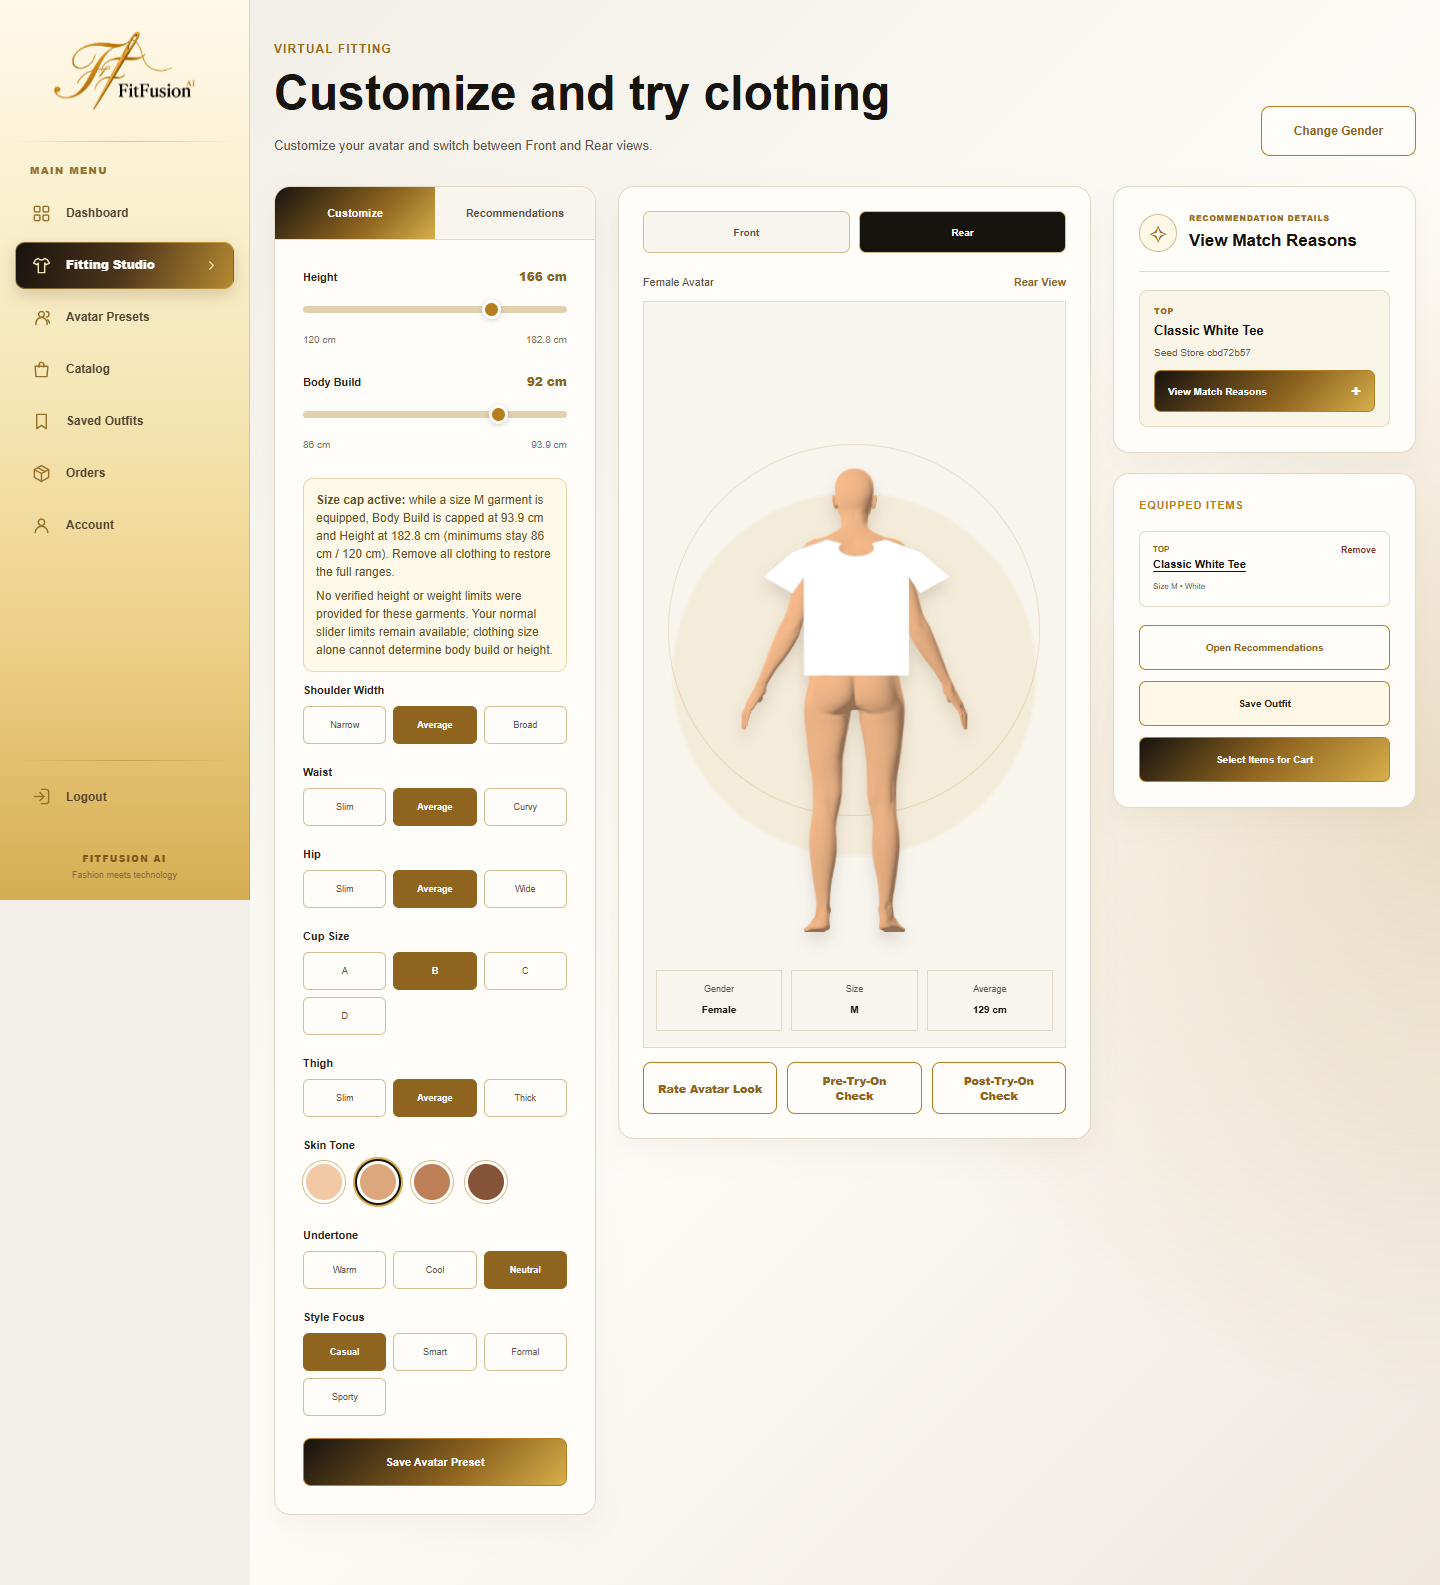 FitFusion AI
MAIN MENU
Dashboard
Fitting Studio
Avatar Presets
Catalog
Saved Outfits
Orders
Account
Logout
FITFUSION AI
Fashion meets technology
VIRTUAL FITTING
Customize and try clothing
Customize your avatar and switch between Front and Rear views.
Change Gender
Customize
Recommendations
Height
166 cm
120 cm
182.8 cm
Body Build
92 cm
86 cm
93.9 cm
Size cap active: while a size M garment is
equipped, Body Build is capped at 93.9 cm
and Height at 182.8 cm (minimums stay 86
cm / 120 cm). Remove all clothing to restore
the full ranges.
No verified height or weight limits were
provided for these garments. Your normal
slider limits remain available; clothing size
alone cannot determine body build or height.
Shoulder Width
Narrow
Average
Broad
Waist
Slim
Average
Curvy
Hip
Slim
Average
Wide
Cup Size
A
B
C
D
Thigh
Slim
Average
Thick
Skin Tone
Undertone
Warm
Cool
Neutral
Style Focus
Casual
Smart
Formal
Sporty
Save Avatar Preset
Front
Rear
Female Avatar
Rear View
Gender
Female
Size
M
Average
129 cm
Rate Avatar Look
Pre-Try-On
Check
Post-Try-On
Check
RECOMMENDATION DETAILS
View Match Reasons
TOP
Classic White Tee
Seed Store cbd72b57
View Match Reasons
+
EQUIPPED ITEMS
TOP
Remove
Classic White Tee
Size M • White
Open Recommendations
Save Outfit
Select Items for Cart